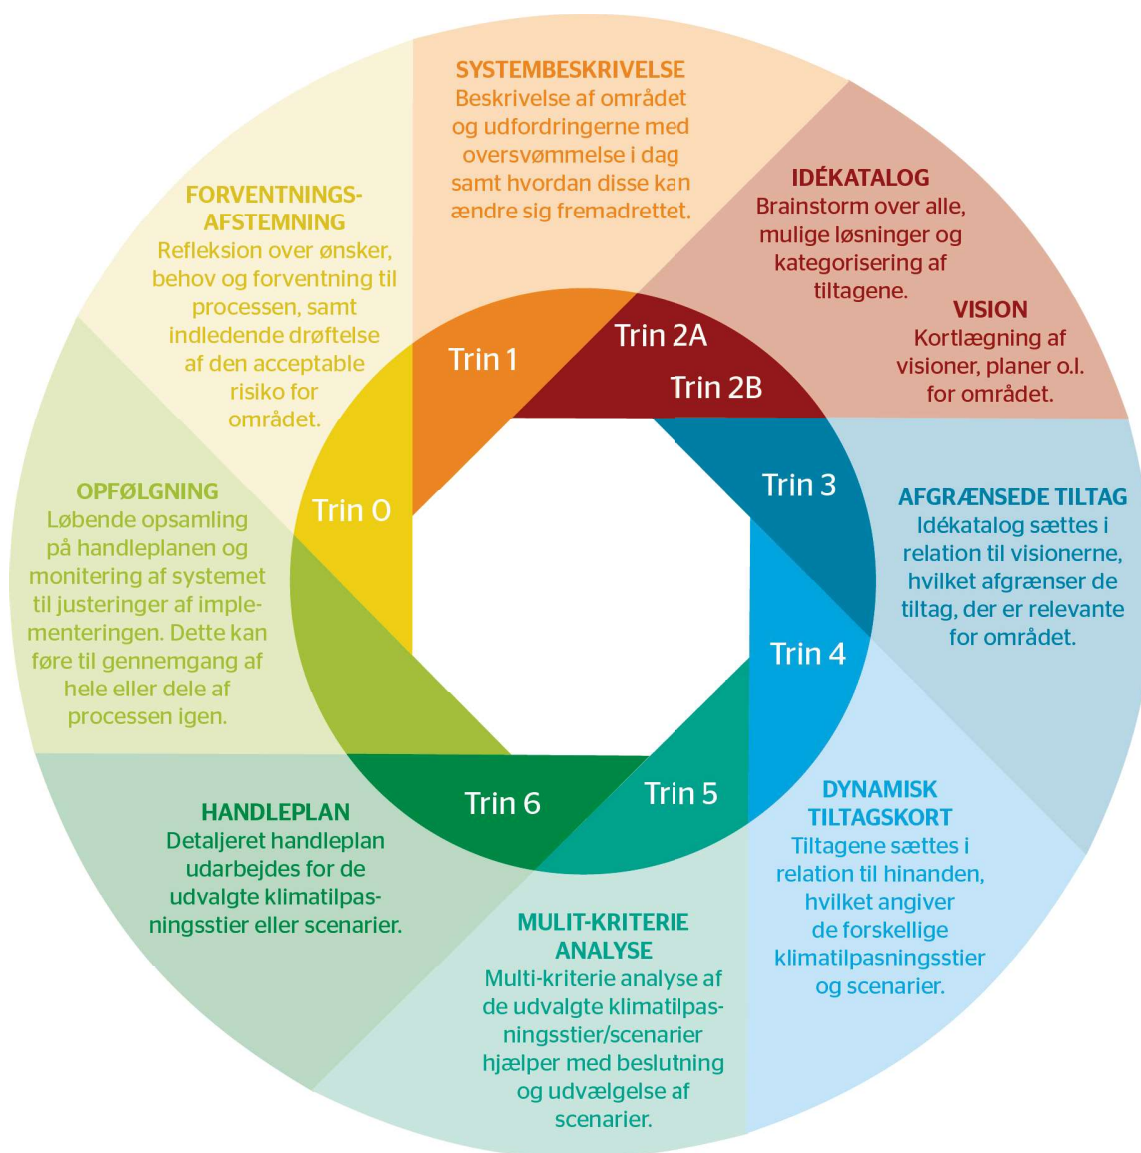 SYSTEMBESKRIVELSE
Beskrivelse af området
og udfordringerne med
oversvømmelse i dag
samt hvordan disse kan
ændre sig fremadrettet.
IDÉKATALOG
Brainstorm over alle,
mulige løsninger og
kategorisering af
tiltagene.
VISION
Kortlægning af
visioner, planer o.l.
for området.
AFGRÆNSEDE TILTAG
Idékatalog sættes i
relation til visionerne,
hvilket afgrænser de
tiltag, der er relevante
for området.
DYNAMISK
TILTAGSKORT
Tiltagene sættes i
relation til hinanden,
hvilket angiver
de forskellige
klimatilpasningsstier
og scenarier.
MULIT-KRITERIE
ANALYSE
Multi-kriterie analyse af
de udvalgte klimatilpas-
ningsstier/scenarier
hjælper med beslutning
og udvælgelse af
scenarier.
HANDLEPLAN
Detaljeret handleplan
udarbejdes for de
udvalgte klimatilpas-
ningsstier eller scenarier.
OPFØLGNING
Løbende opsamling
på handleplanen og
monitering af systemet
til justeringer af imple-
menteringen. Dette kan
føre til gennemgang af
hele eller dele af
processen igen.
FORVENTNINGS-
AFSTEMNING
Refleksion over ønsker,
behov og forventning til
processen, samt
indledende drøftelse
af den acceptable
risiko for
området.
Trin 0
Trin 1
Trin 2A
Trin 2B
Trin 3
Trin 4
Trin 5
Trin 6